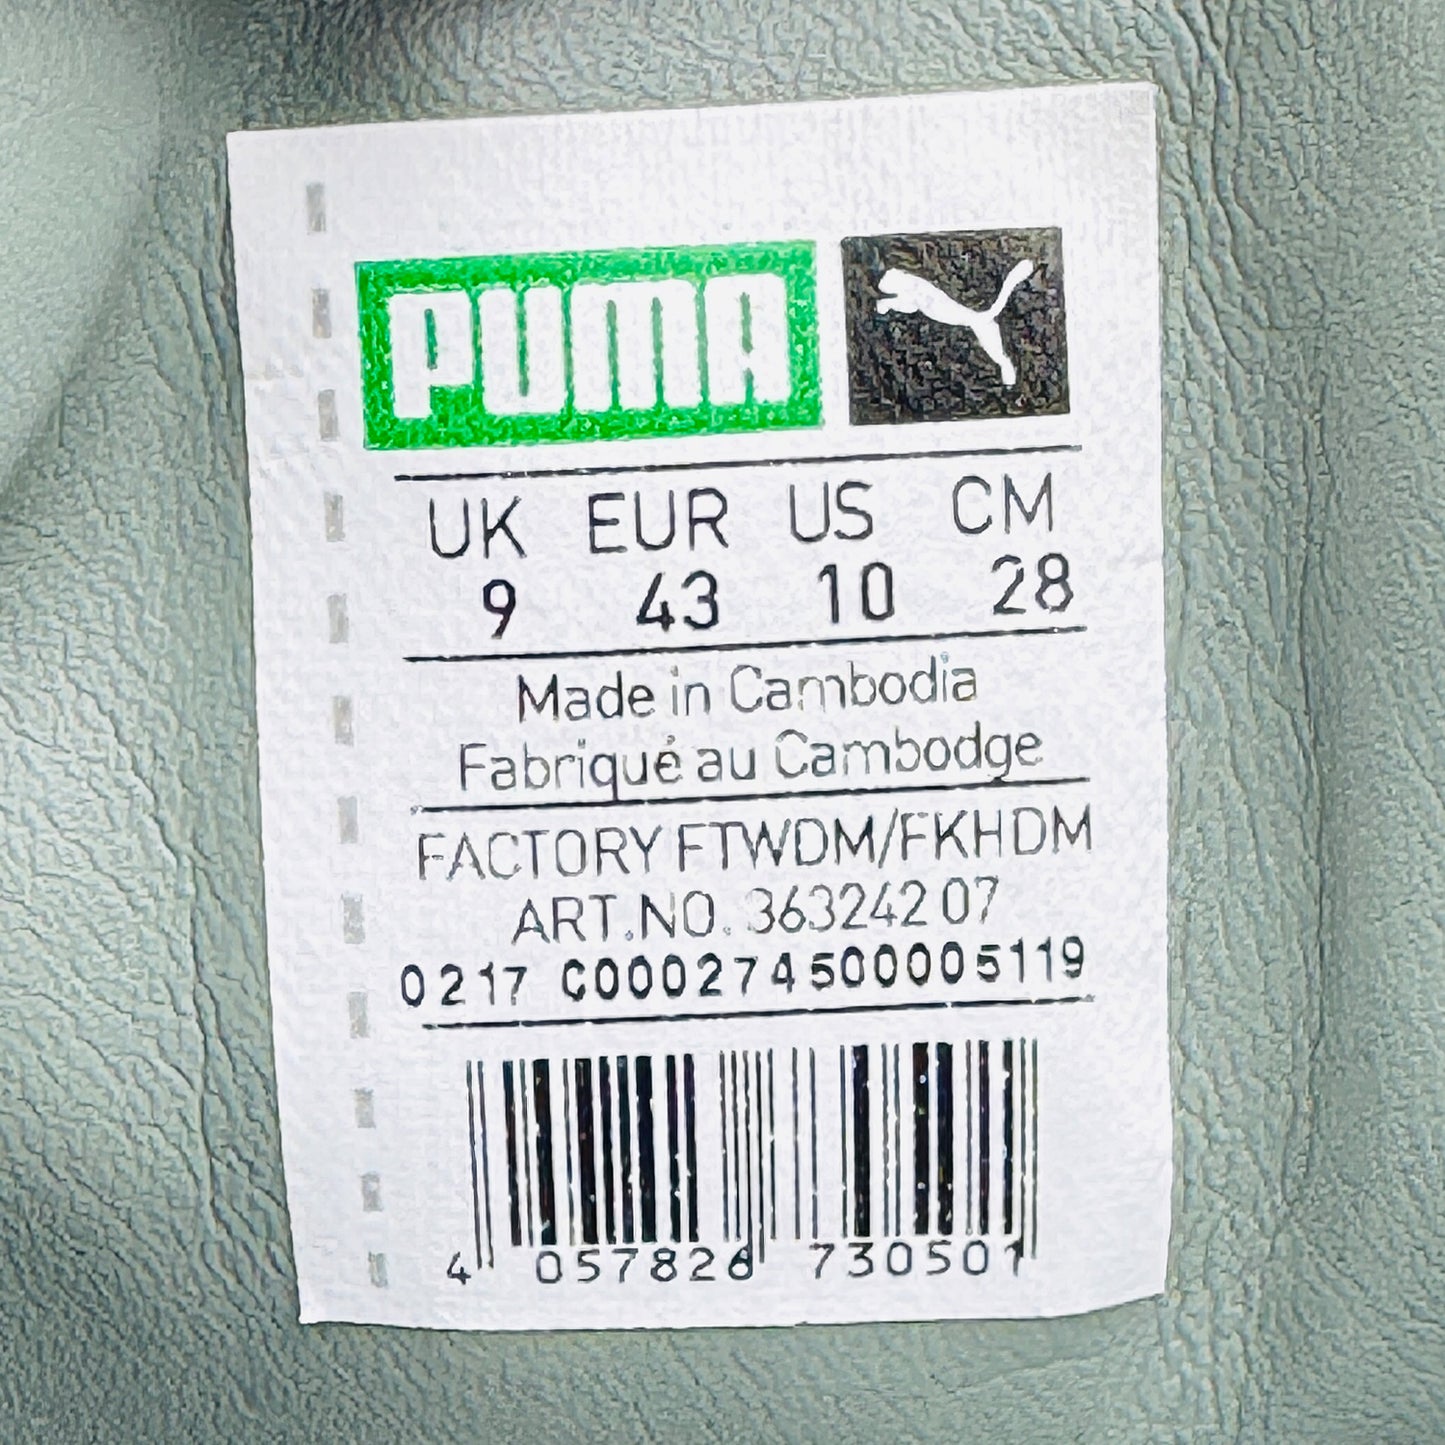 PUMA
UK EUR US CM
9 43 10 28
Made in Cambodia
Fabriqué au Cambodge
FACTORY FTWDM/FKHDM
ART.NO. 363242 07
0217 C000274500005119
4 057826 730501